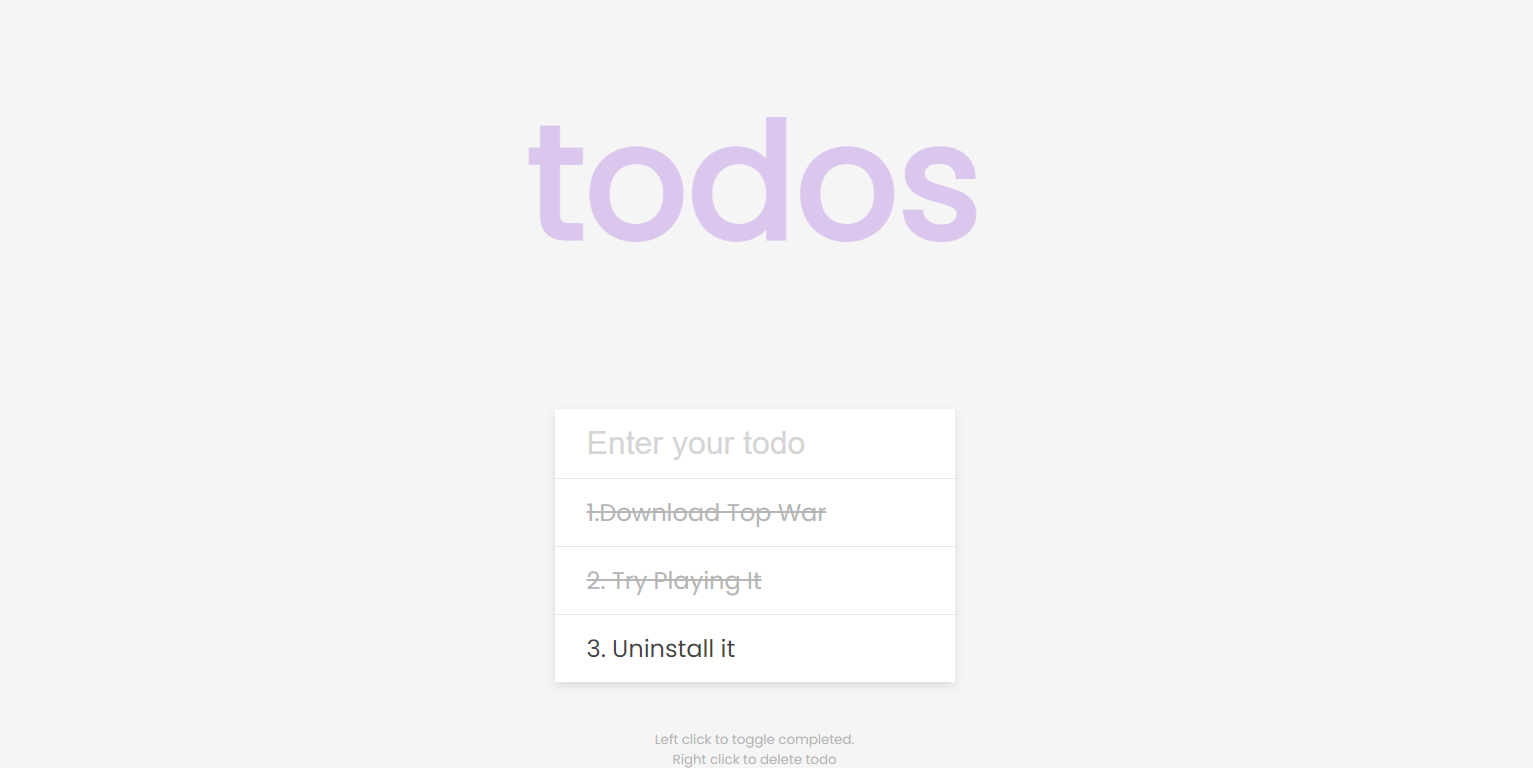 todos
Enter your todo
1.Download Top War
2. Try Playing It
3. Uninstall it
Left click to toggle completed.
Right click to delete todo